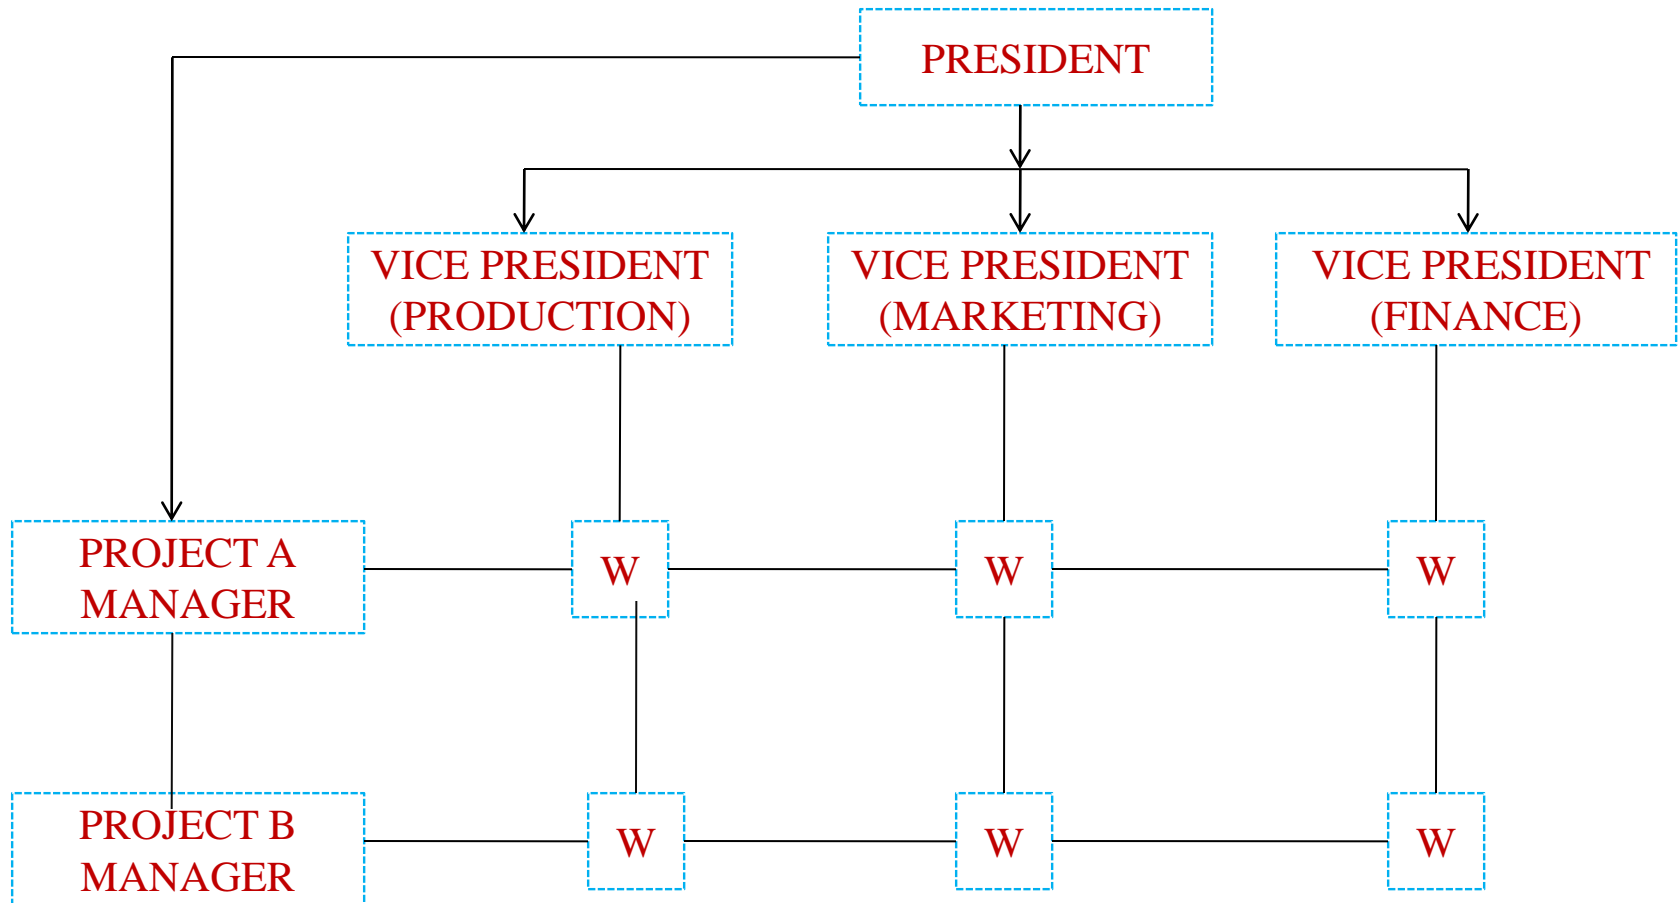 PRESIDENT
VICE PRESIDENT
(PRODUCTION)
VICE PRESIDENT
(MARKETING)
VICE PRESIDENT
(FINANCE)
PROJECT A
MANAGER
W
W
W
PROJECT B
MANAGER
W
W
W